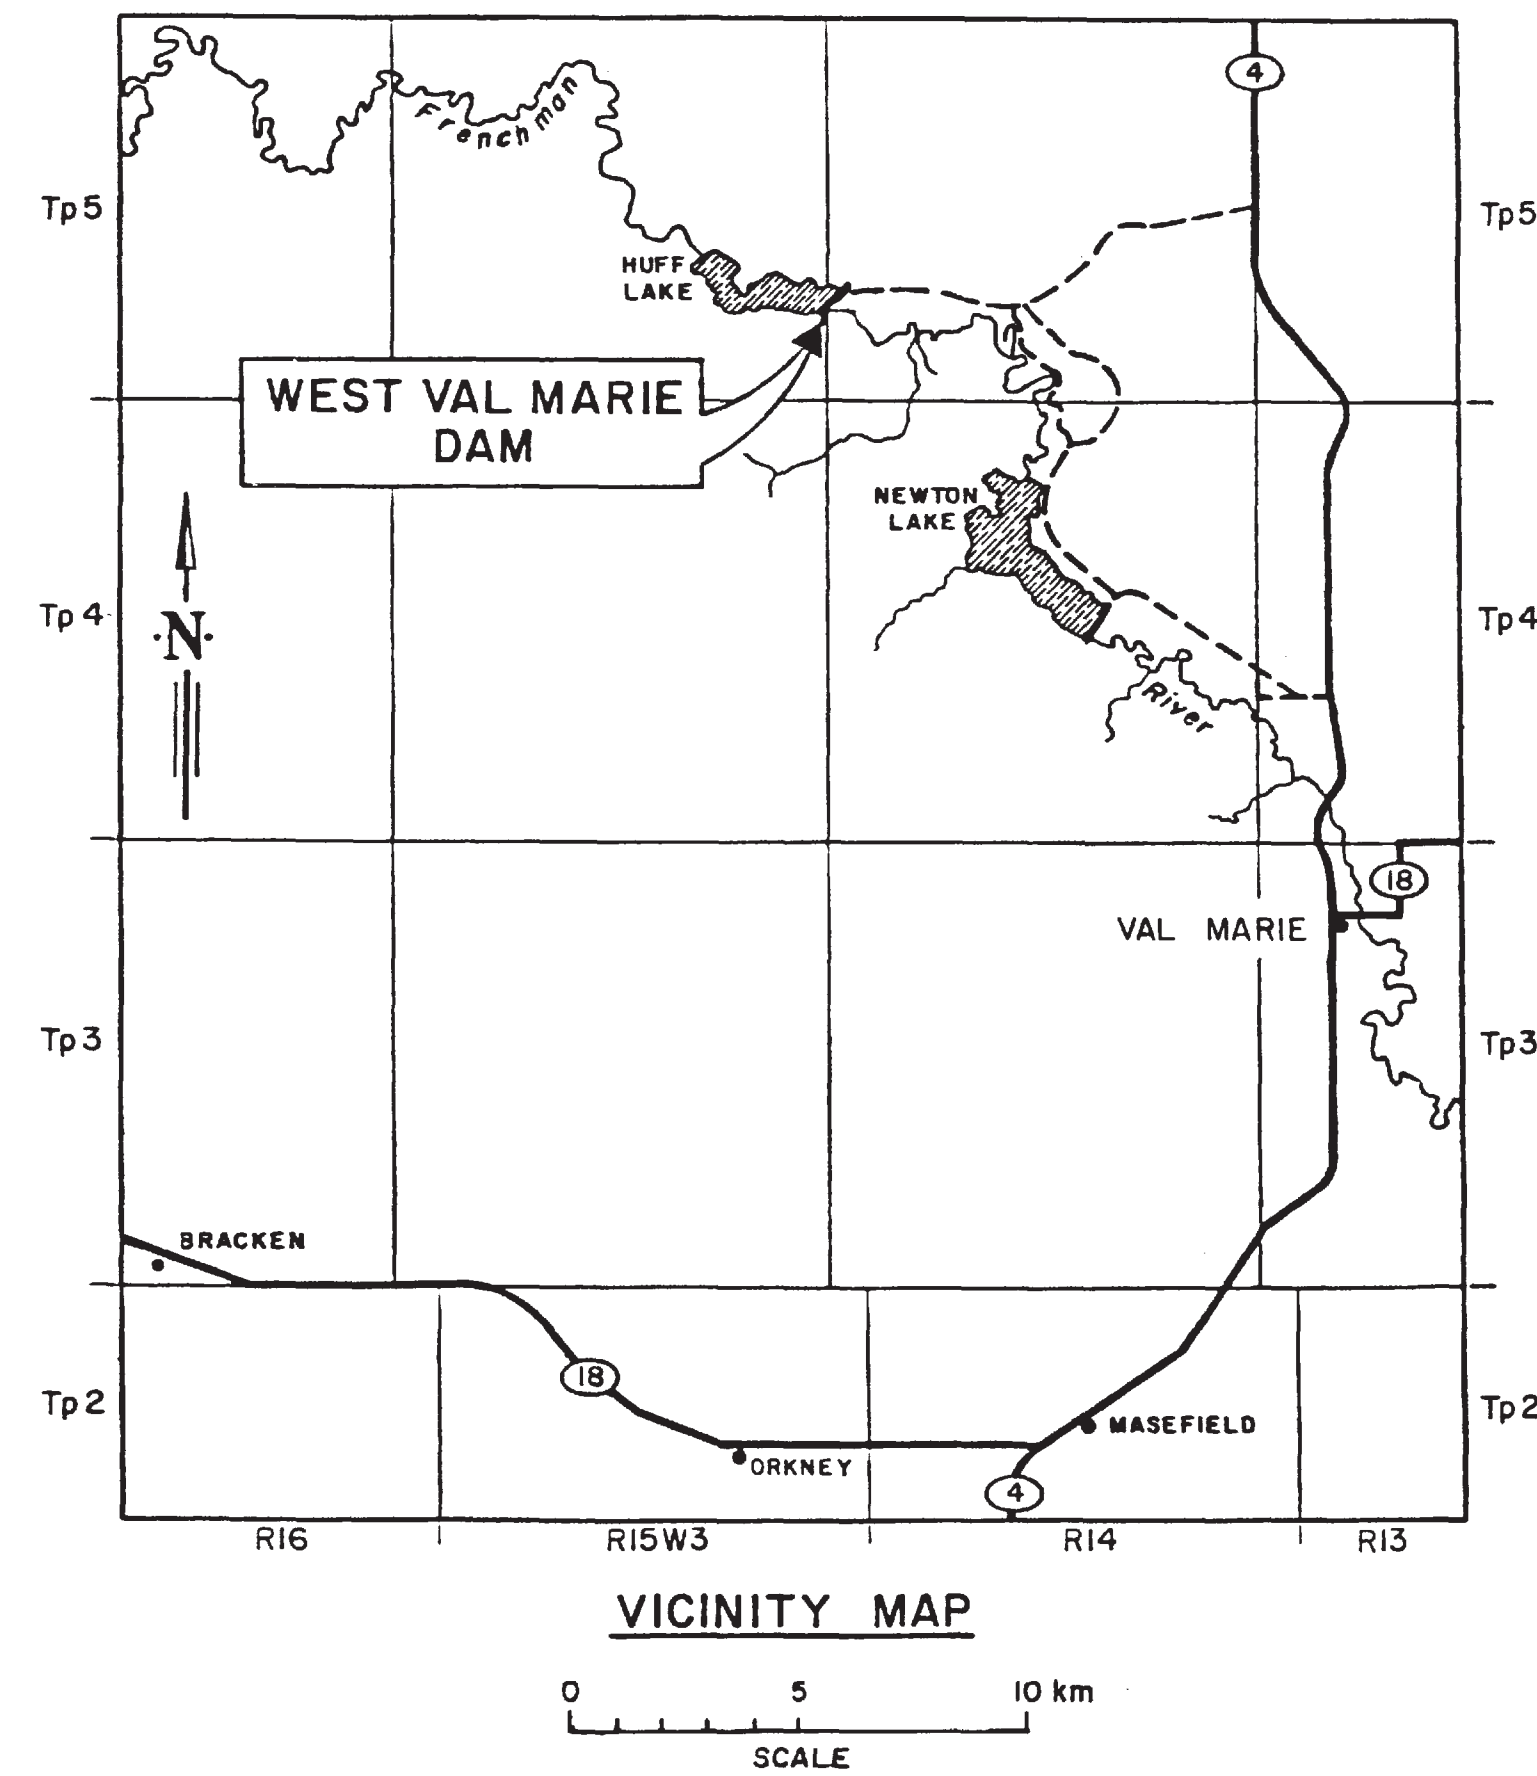 4
Frenchman
Tp 5
Tp 5
HUFF
LAKE
WEST VAL MARIE
DAM
NEWTON
LAKE
Tp 4
N
Tp 4
River
18
VAL MARIE
Tp 3
Tp 3
BRACKEN
18
Tp 2
Tp 2
MASEFIELD
ORKNEY
4
R16
R15W3
R14
R13
VICINITY MAP
0 5 10 km
SCALE